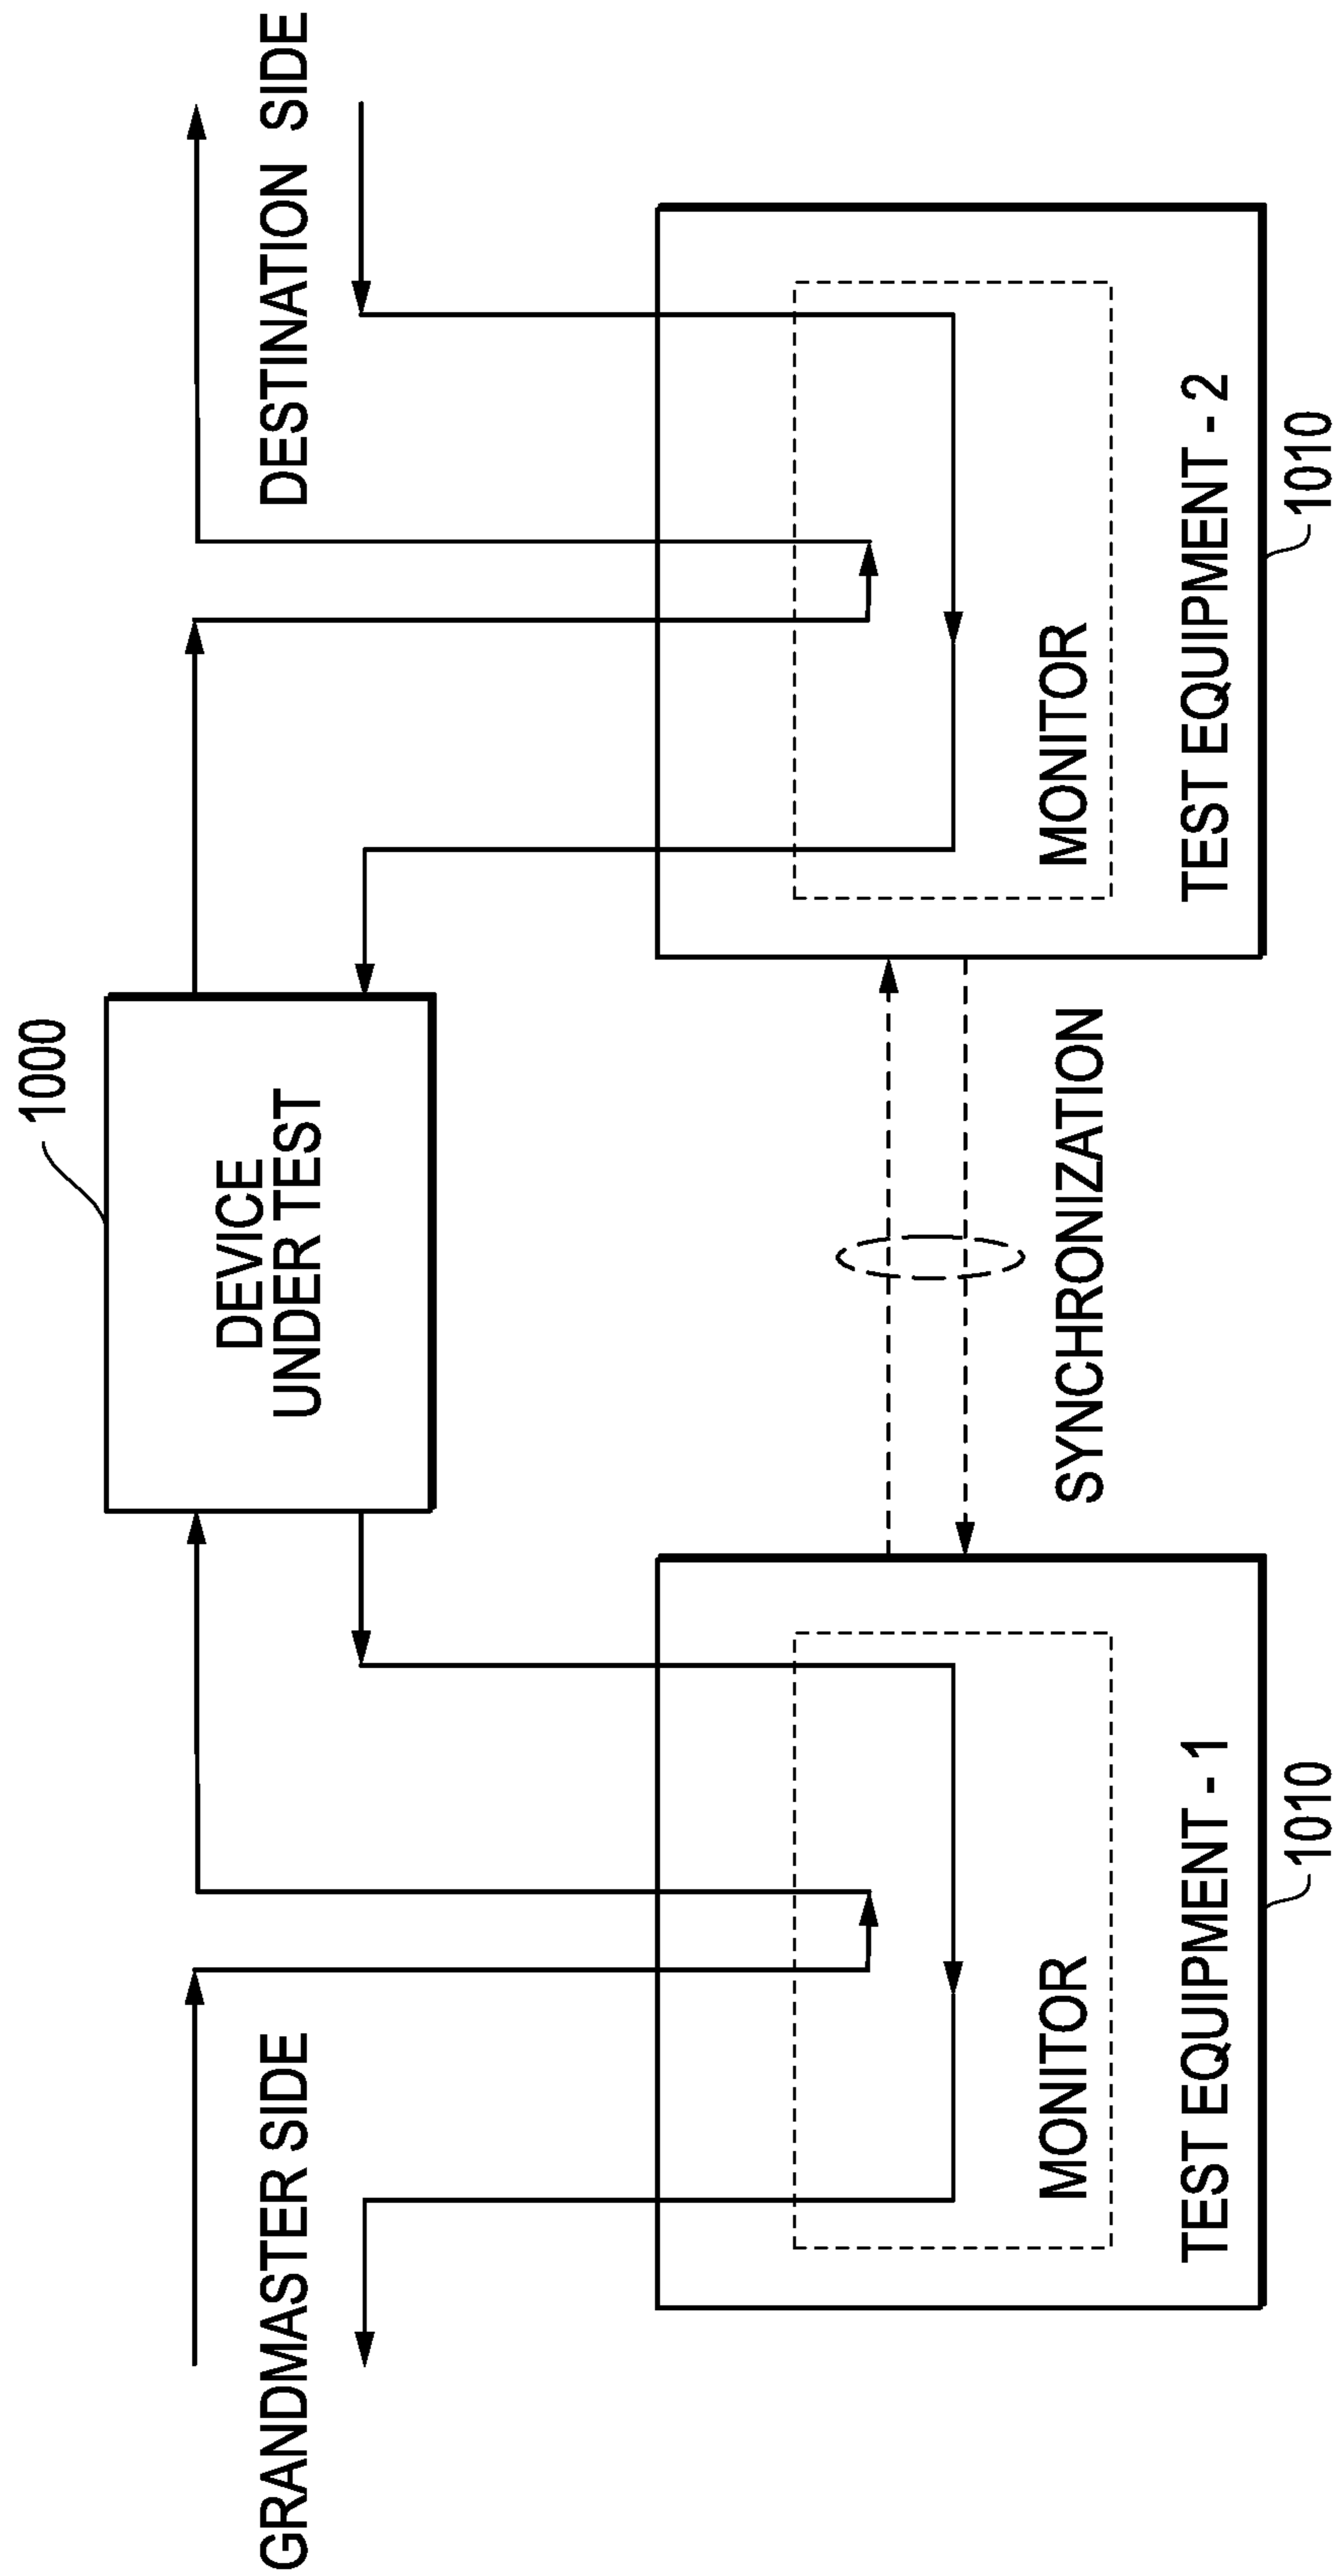 1000
DEVICE
UNDER TEST
GRANDMASTER SIDE
DESTINATION SIDE
SYNCHRONIZATION
MONITOR
TEST EQUIPMENT - 1
1010
MONITOR
TEST EQUIPMENT - 2
1010